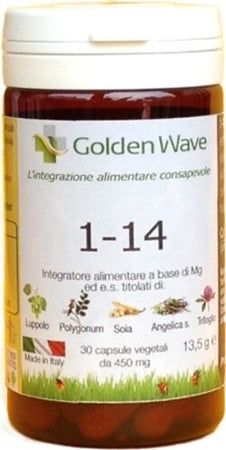 Golden Wave
L'integrazione alimentare consapevole
1-14
Integratore alimentare a base di Mg
ed e.s. titolati di:
Luppolo Polygonum Soia Angelica s. Trifoglio
Made in Italy
30 capsule vegetali
da 450 mg
13,5 g e